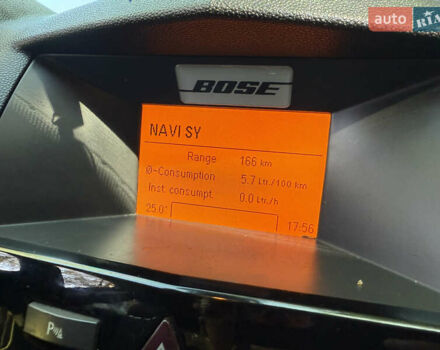 auto RIA
BOSE
NAVI SY
Range 166 km
Ø-Consumption 5.7 Ltr./100 km
Inst consumpt. 0.0 Ltr./h
25.0° 17:56
P